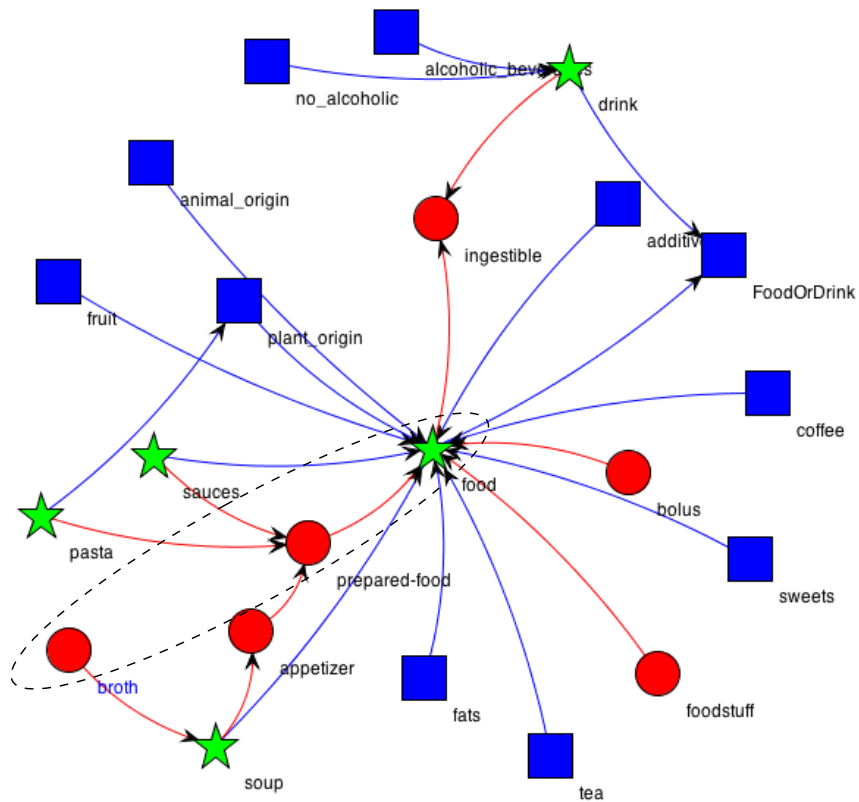 alcoholic_beverages
no_alcoholic
drink
animal_origin
additiv
ingestible
FoodOrDrink
fruit
plant_origin
coffee
sauces
food
bolus
pasta
prepared-food
sweets
appetizer
broth
fats
foodstuff
soup
tea